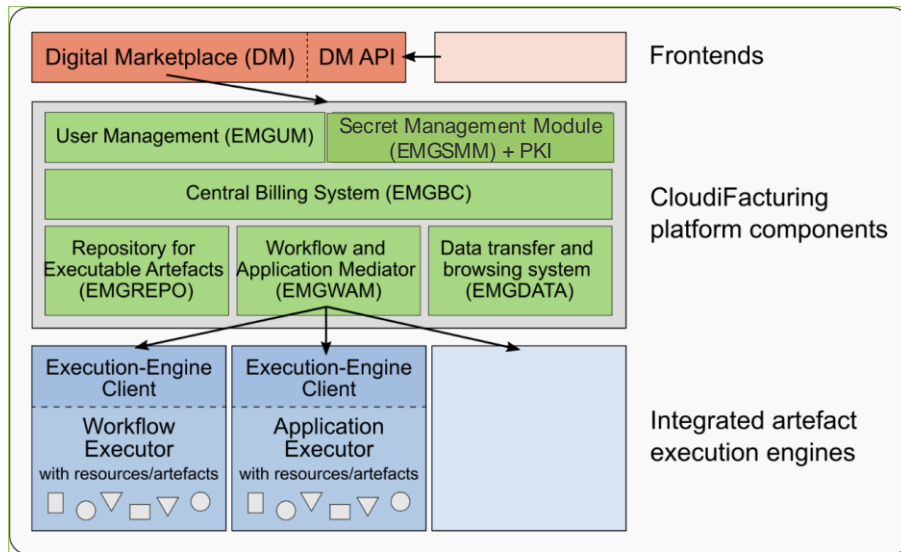 Digital Marketplace (DM)
DM API
Frontends
User Management (EMGUM)
Secret Management Module
(EMGSMM) + PKI
Central Billing System (EMGBC)
CloudiFacturing
platform components
Repository for
Executable Artefacts
(EMGREPO)
Workflow and
Application Mediator
(EMGWAM)
Data transfer and
browsing system
(EMGDATA)
Execution-Engine
Client
Workflow
Executor
with resources/artefacts
Execution-Engine
Client
Application
Executor
with resources/artefacts
Integrated artefact
execution engines